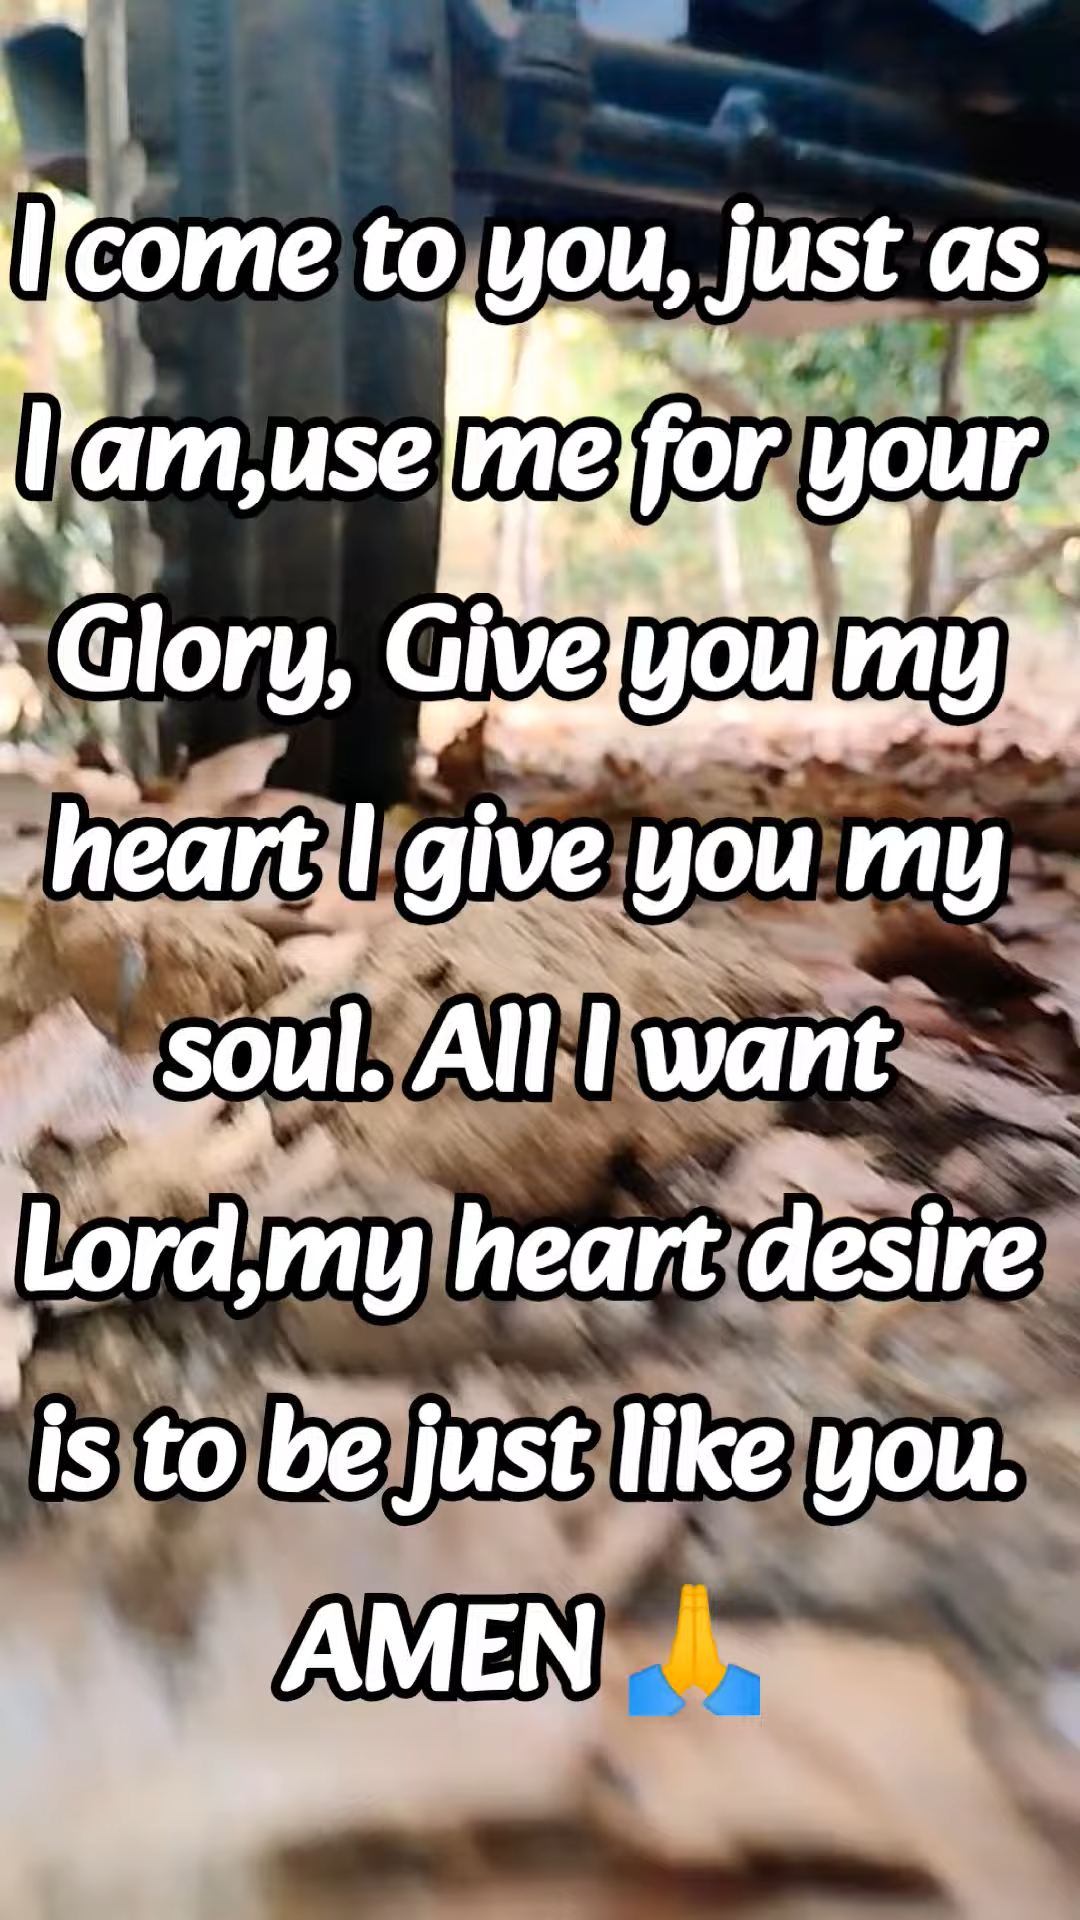 I come to you, just as
I am,use me for your
Glory, Give you my
heart I give you my
soul. All I want
Lord,my heart desire
is to be just like you.
AMEN 🙏